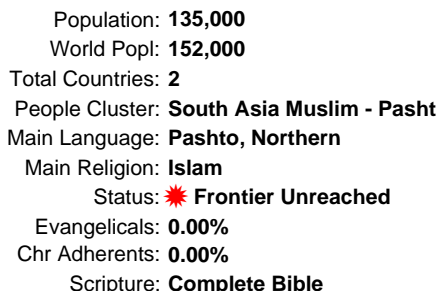 Population: 135,000
World Popl: 152,000
Total Countries: 2
People Cluster: South Asia Muslim - Pasht
Main Language: Pashto, Northern
Main Religion: Islam
Status: Frontier Unreached
Evangelicals: 0.00%
Chr Adherents: 0.00%
Scripture: Complete Bible